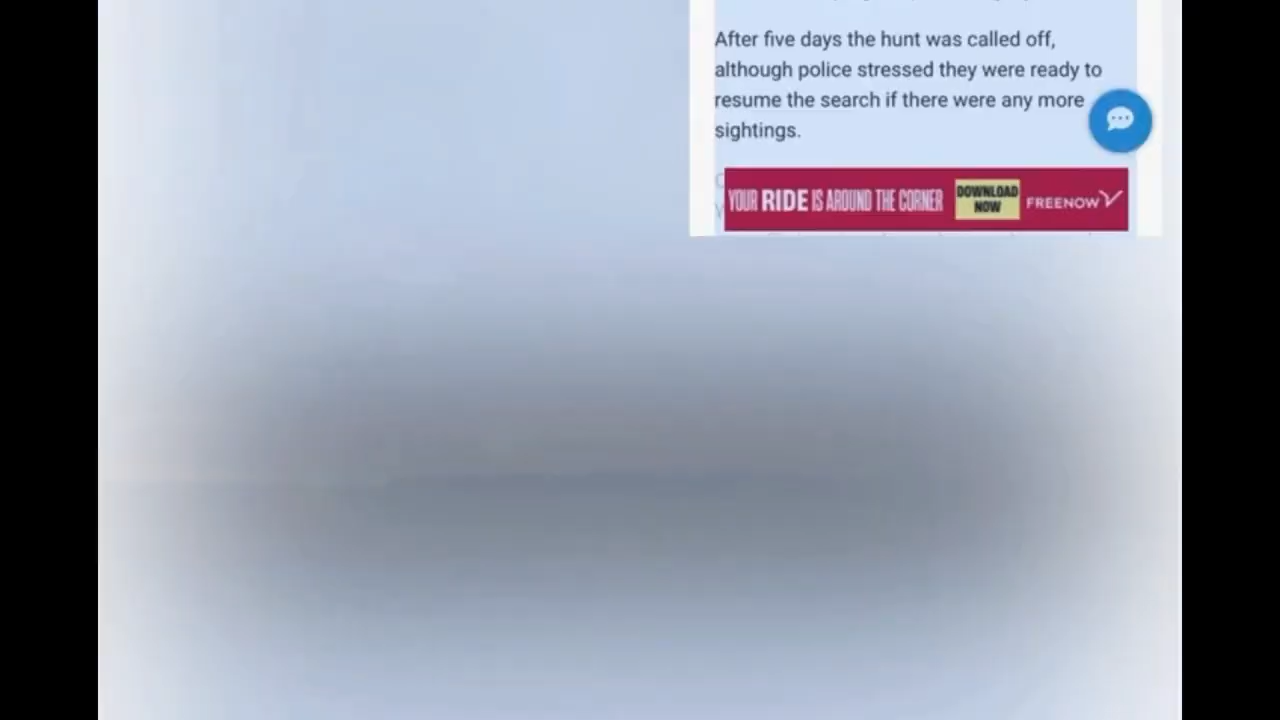 After five days the hunt was called off,
although police stressed they were ready to
resume the search if there were any more
sightings.
YOUR RIDE IS AROUND THE CORNER
DOWNLOAD
NOW
FREENOW